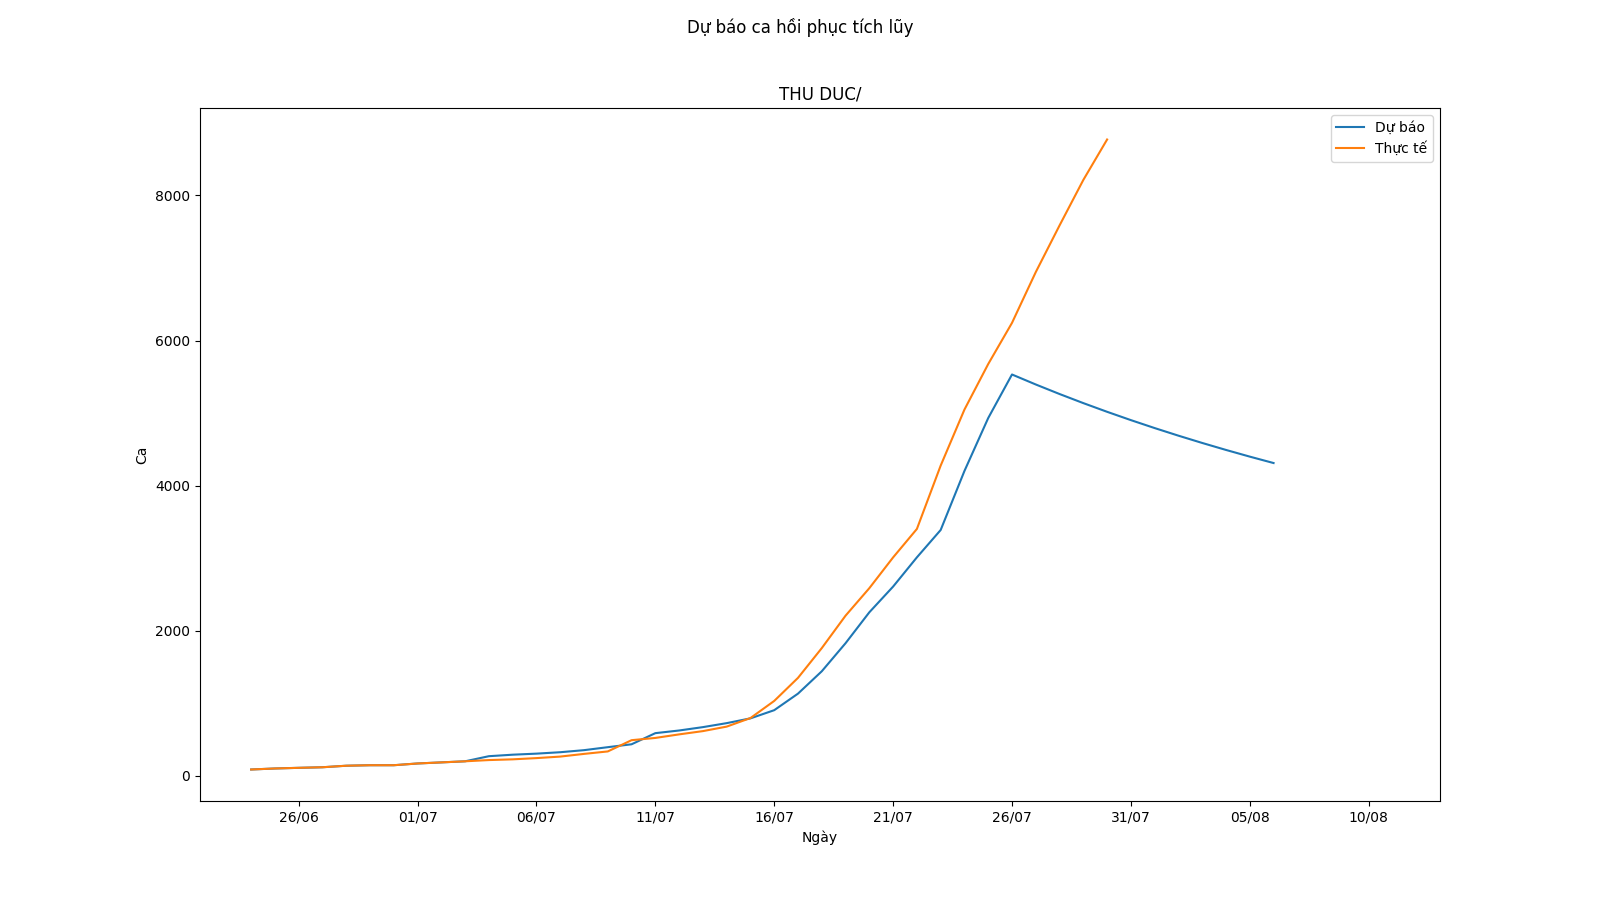 Dự báo ca hồi phục tích lũy
THU DUC/
Dự báo
Thực tế
8000
6000
4000
2000
0
Ca
26/06
01/07
06/07
11/07
16/07
21/07
26/07
31/07
05/08
10/08
Ngày